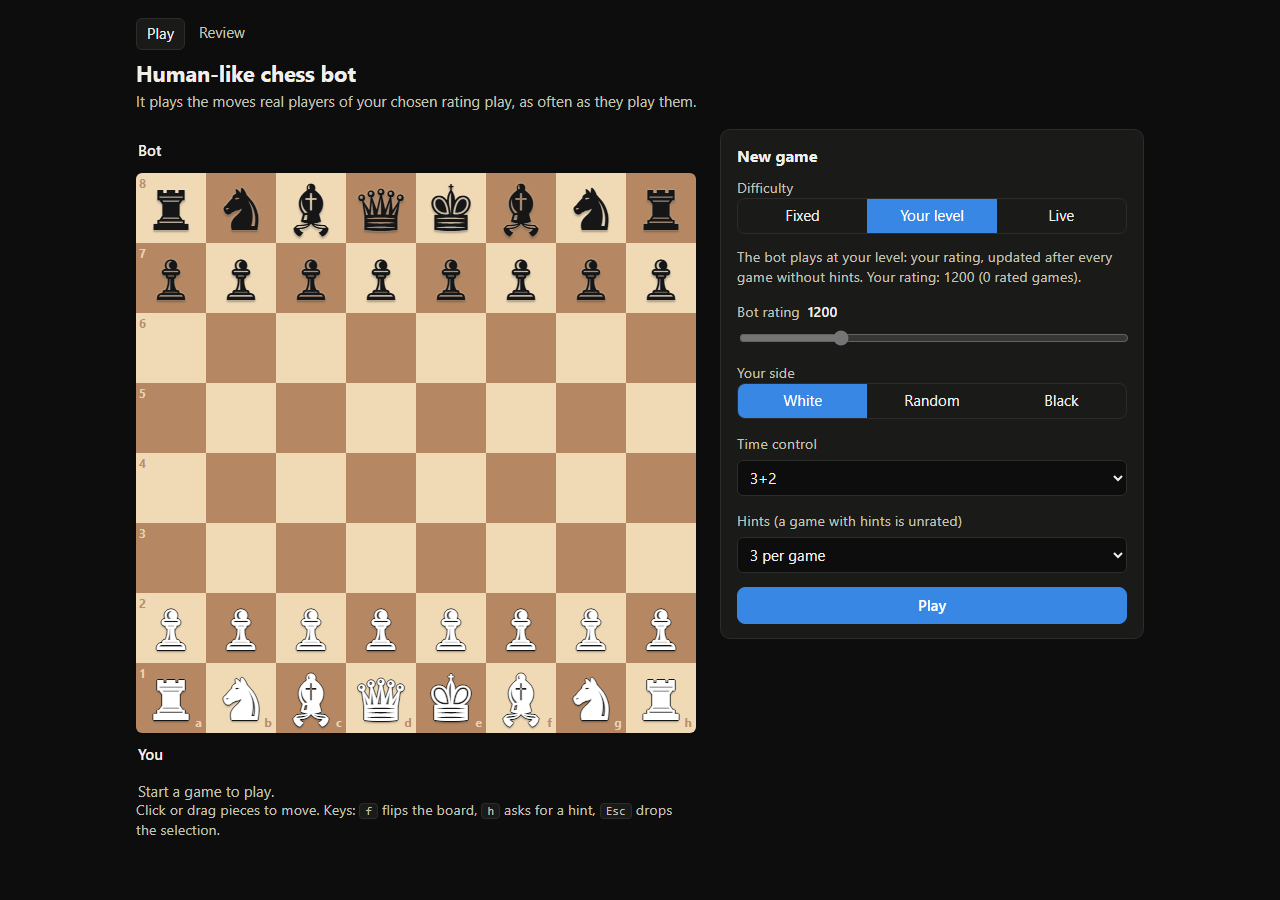 Play Review
Human-like chess bot
It plays the moves real players of your chosen rating play, as often as they play them.
Bot
8
7
6
5
4
3
2
1
a b c d e f g h
You
Start a game to play.
Click or drag pieces to move. Keys: f flips the board, h asks for a hint, Esc drops
the selection.
New game
Difficulty
Fixed Your level Live
The bot plays at your level: your rating, updated after every
game without hints. Your rating: 1200 (0 rated games).
Bot rating 1200
Your side
White Random Black
Time control
3+2
Hints (a game with hints is unrated)
3 per game
Play